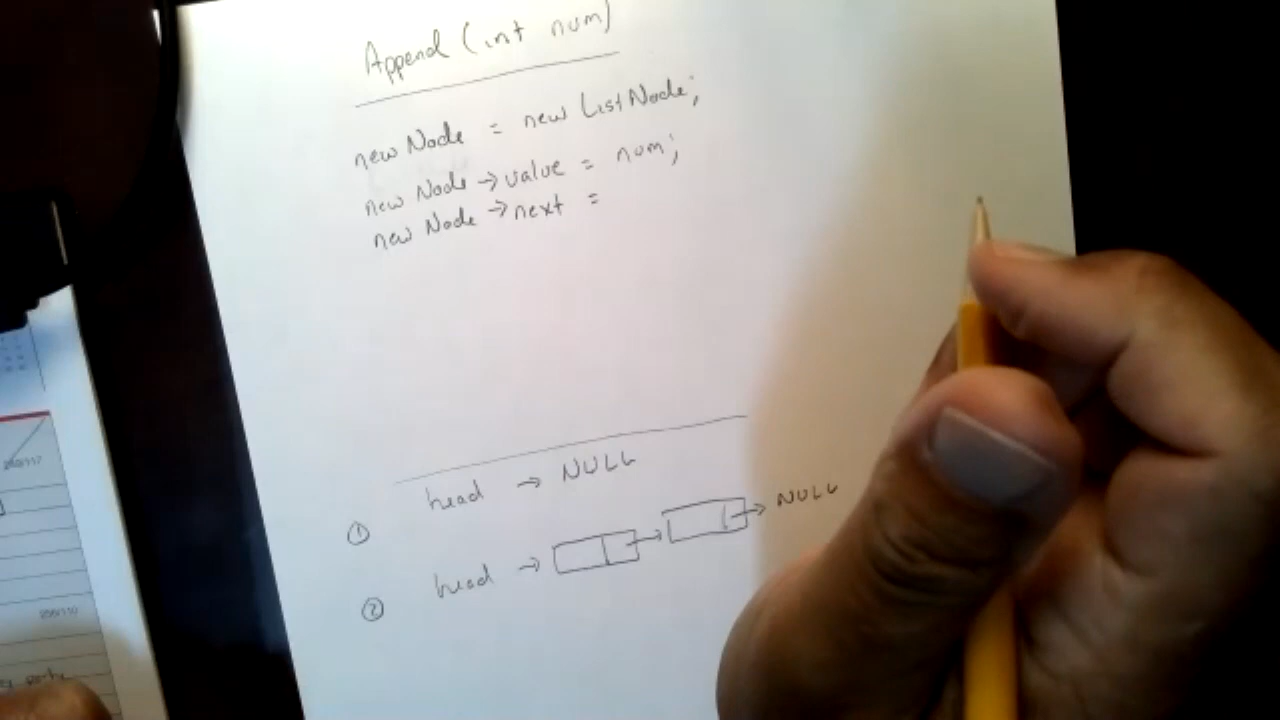 Append (int num)
newNode = new ListNode;
newNode → value = num;
newNode → next =
① head → NULL
② head → → → NULL